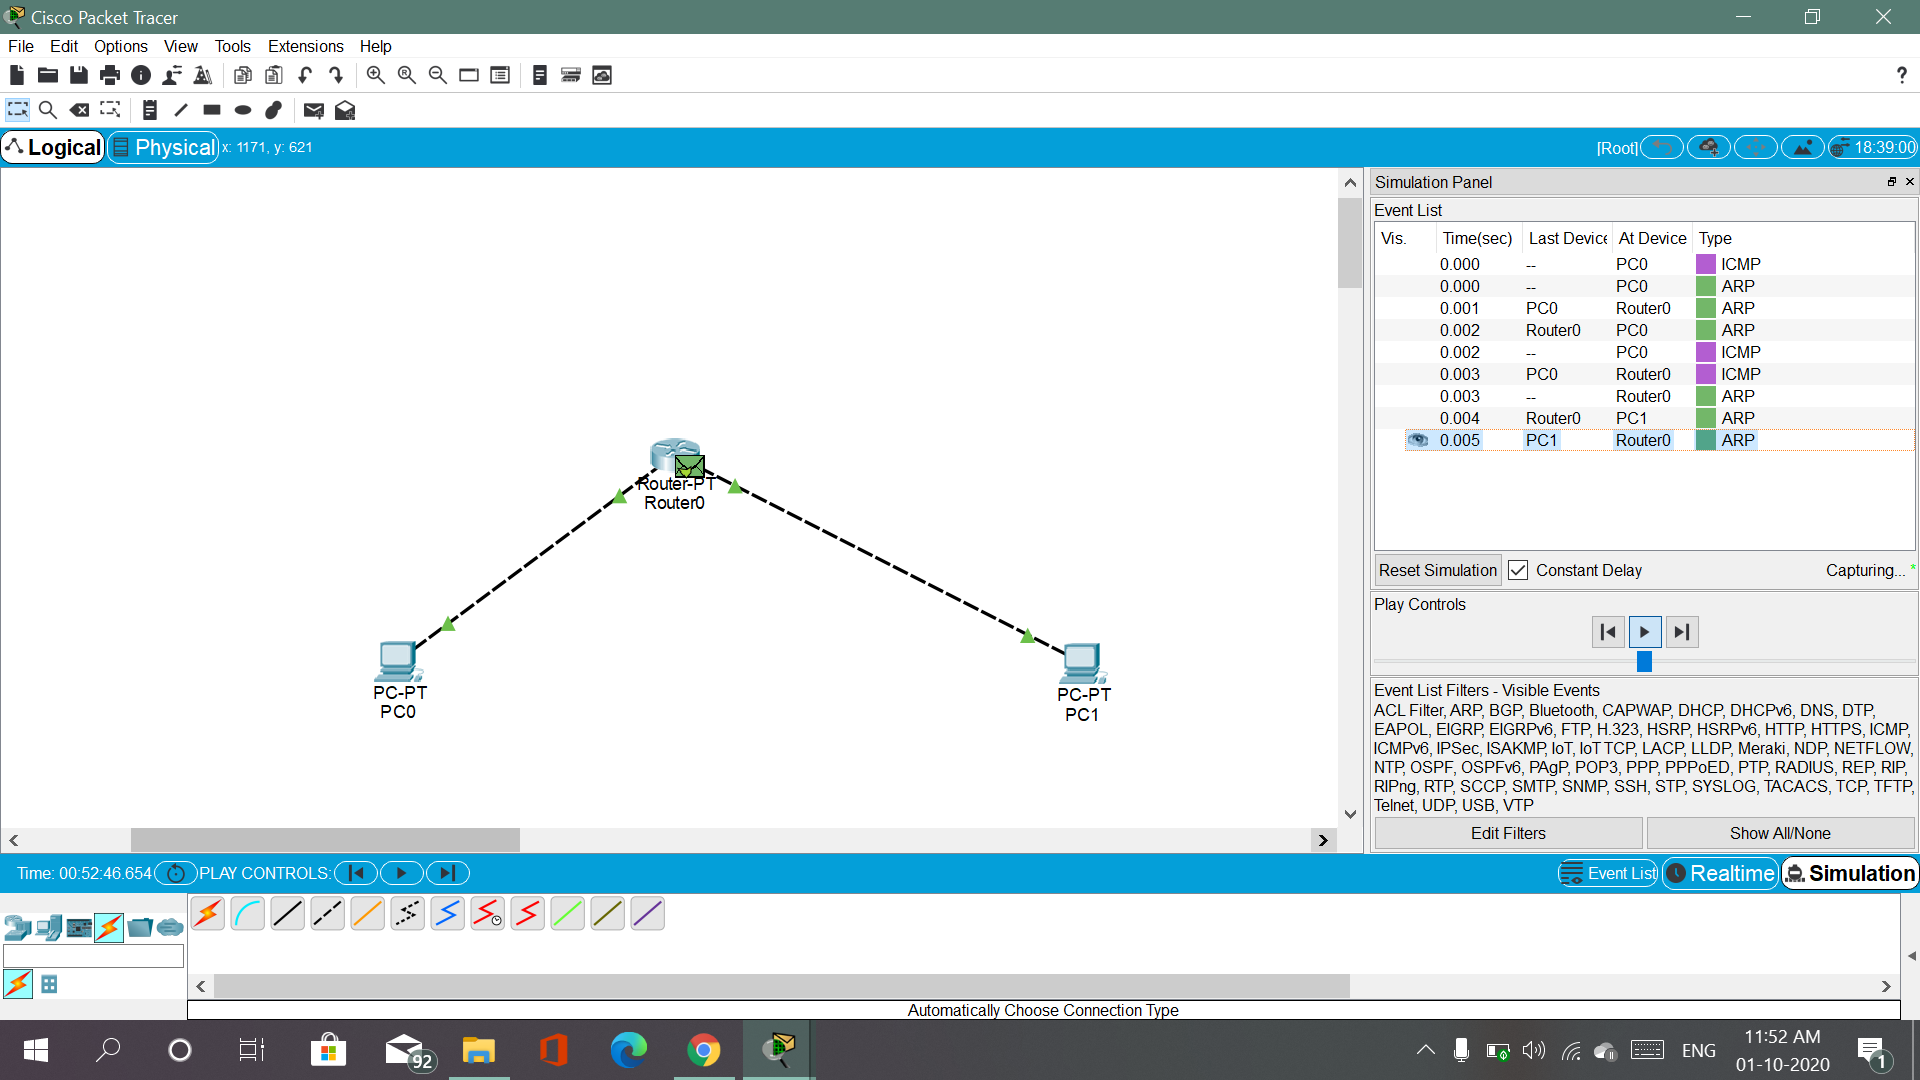 Cisco Packet Tracer
File Edit Options View Tools Extensions Help
?
Logical Physical x: 1171, y: 621 [Root] 18:39:00
Simulation Panel
Event List
Vis. Time(sec) Last Device At Device Type
0.000 -- PC0 ICMP
0.000 -- PC0 ARP
0.001 PC0 Router0 ARP
0.002 Router0 PC0 ARP
0.002 -- PC0 ICMP
0.003 PC0 Router0 ICMP
0.003 -- Router0 ARP
0.004 Router0 PC1 ARP
0.005 PC1 Router0 ARP
Reset Simulation Constant Delay Capturing... *
Play Controls
Event List Filters - Visible Events
ACL Filter, ARP, BGP, Bluetooth, CAPWAP, DHCP, DHCPv6, DNS, DTP,
EAPOL, EIGRP, EIGRPv6, FTP, H.323, HSRP, HSRPv6, HTTP, HTTPS, ICMP,
ICMPv6, IPSec, ISAKMP, IoT, IoT TCP, LACP, LLDP, Meraki, NDP, NETFLOW,
NTP, OSPF, OSPFv6, PAgP, POP3, PPP, PPPoED, PTP, RADIUS, REP, RIP,
RIPng, RTP, SCCP, SMTP, SNMP, SSH, STP, SYSLOG, TACACS, TCP, TFTP,
Telnet, UDP, USB, VTP
Edit Filters Show All/None
Router-PT
Router0
PC-PT
PC0
PC-PT
PC1
Time: 00:52:46.654 PLAY CONTROLS: Event List Realtime Simulation
Automatically Choose Connection Type
92
ENG
11:52 AM
01-10-2020
1